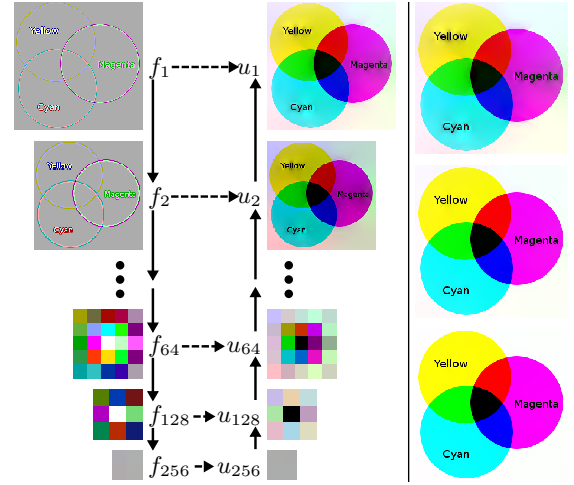 Yellow
Magenta
Cyan
f1
u1
Yellow
Magenta
Cyan
Yellow
Magenta
Cyan
Yellow
Magenta
Cyan
f2
u2
Yellow
Magenta
Cyan
Yellow
Magenta
Cyan
f64
u64
Yellow
Magenta
Cyan
f128
u128
f256
u256